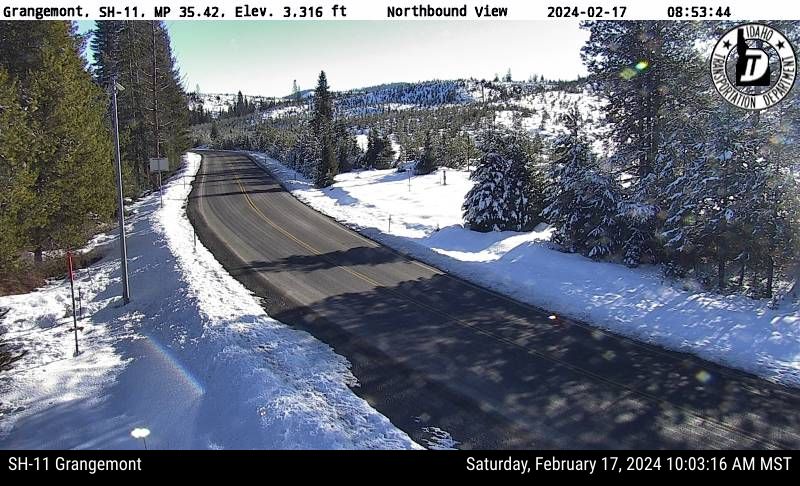 Grangemont, SH-11, MP 35.42, Elev. 3,316 ft Northbound View 2024-02-17 08:53:44
IDAHO
TRANSPORTATION DEPARTMENT
SH-11 Grangemont Saturday, February 17, 2024 10:03:16 AM MST